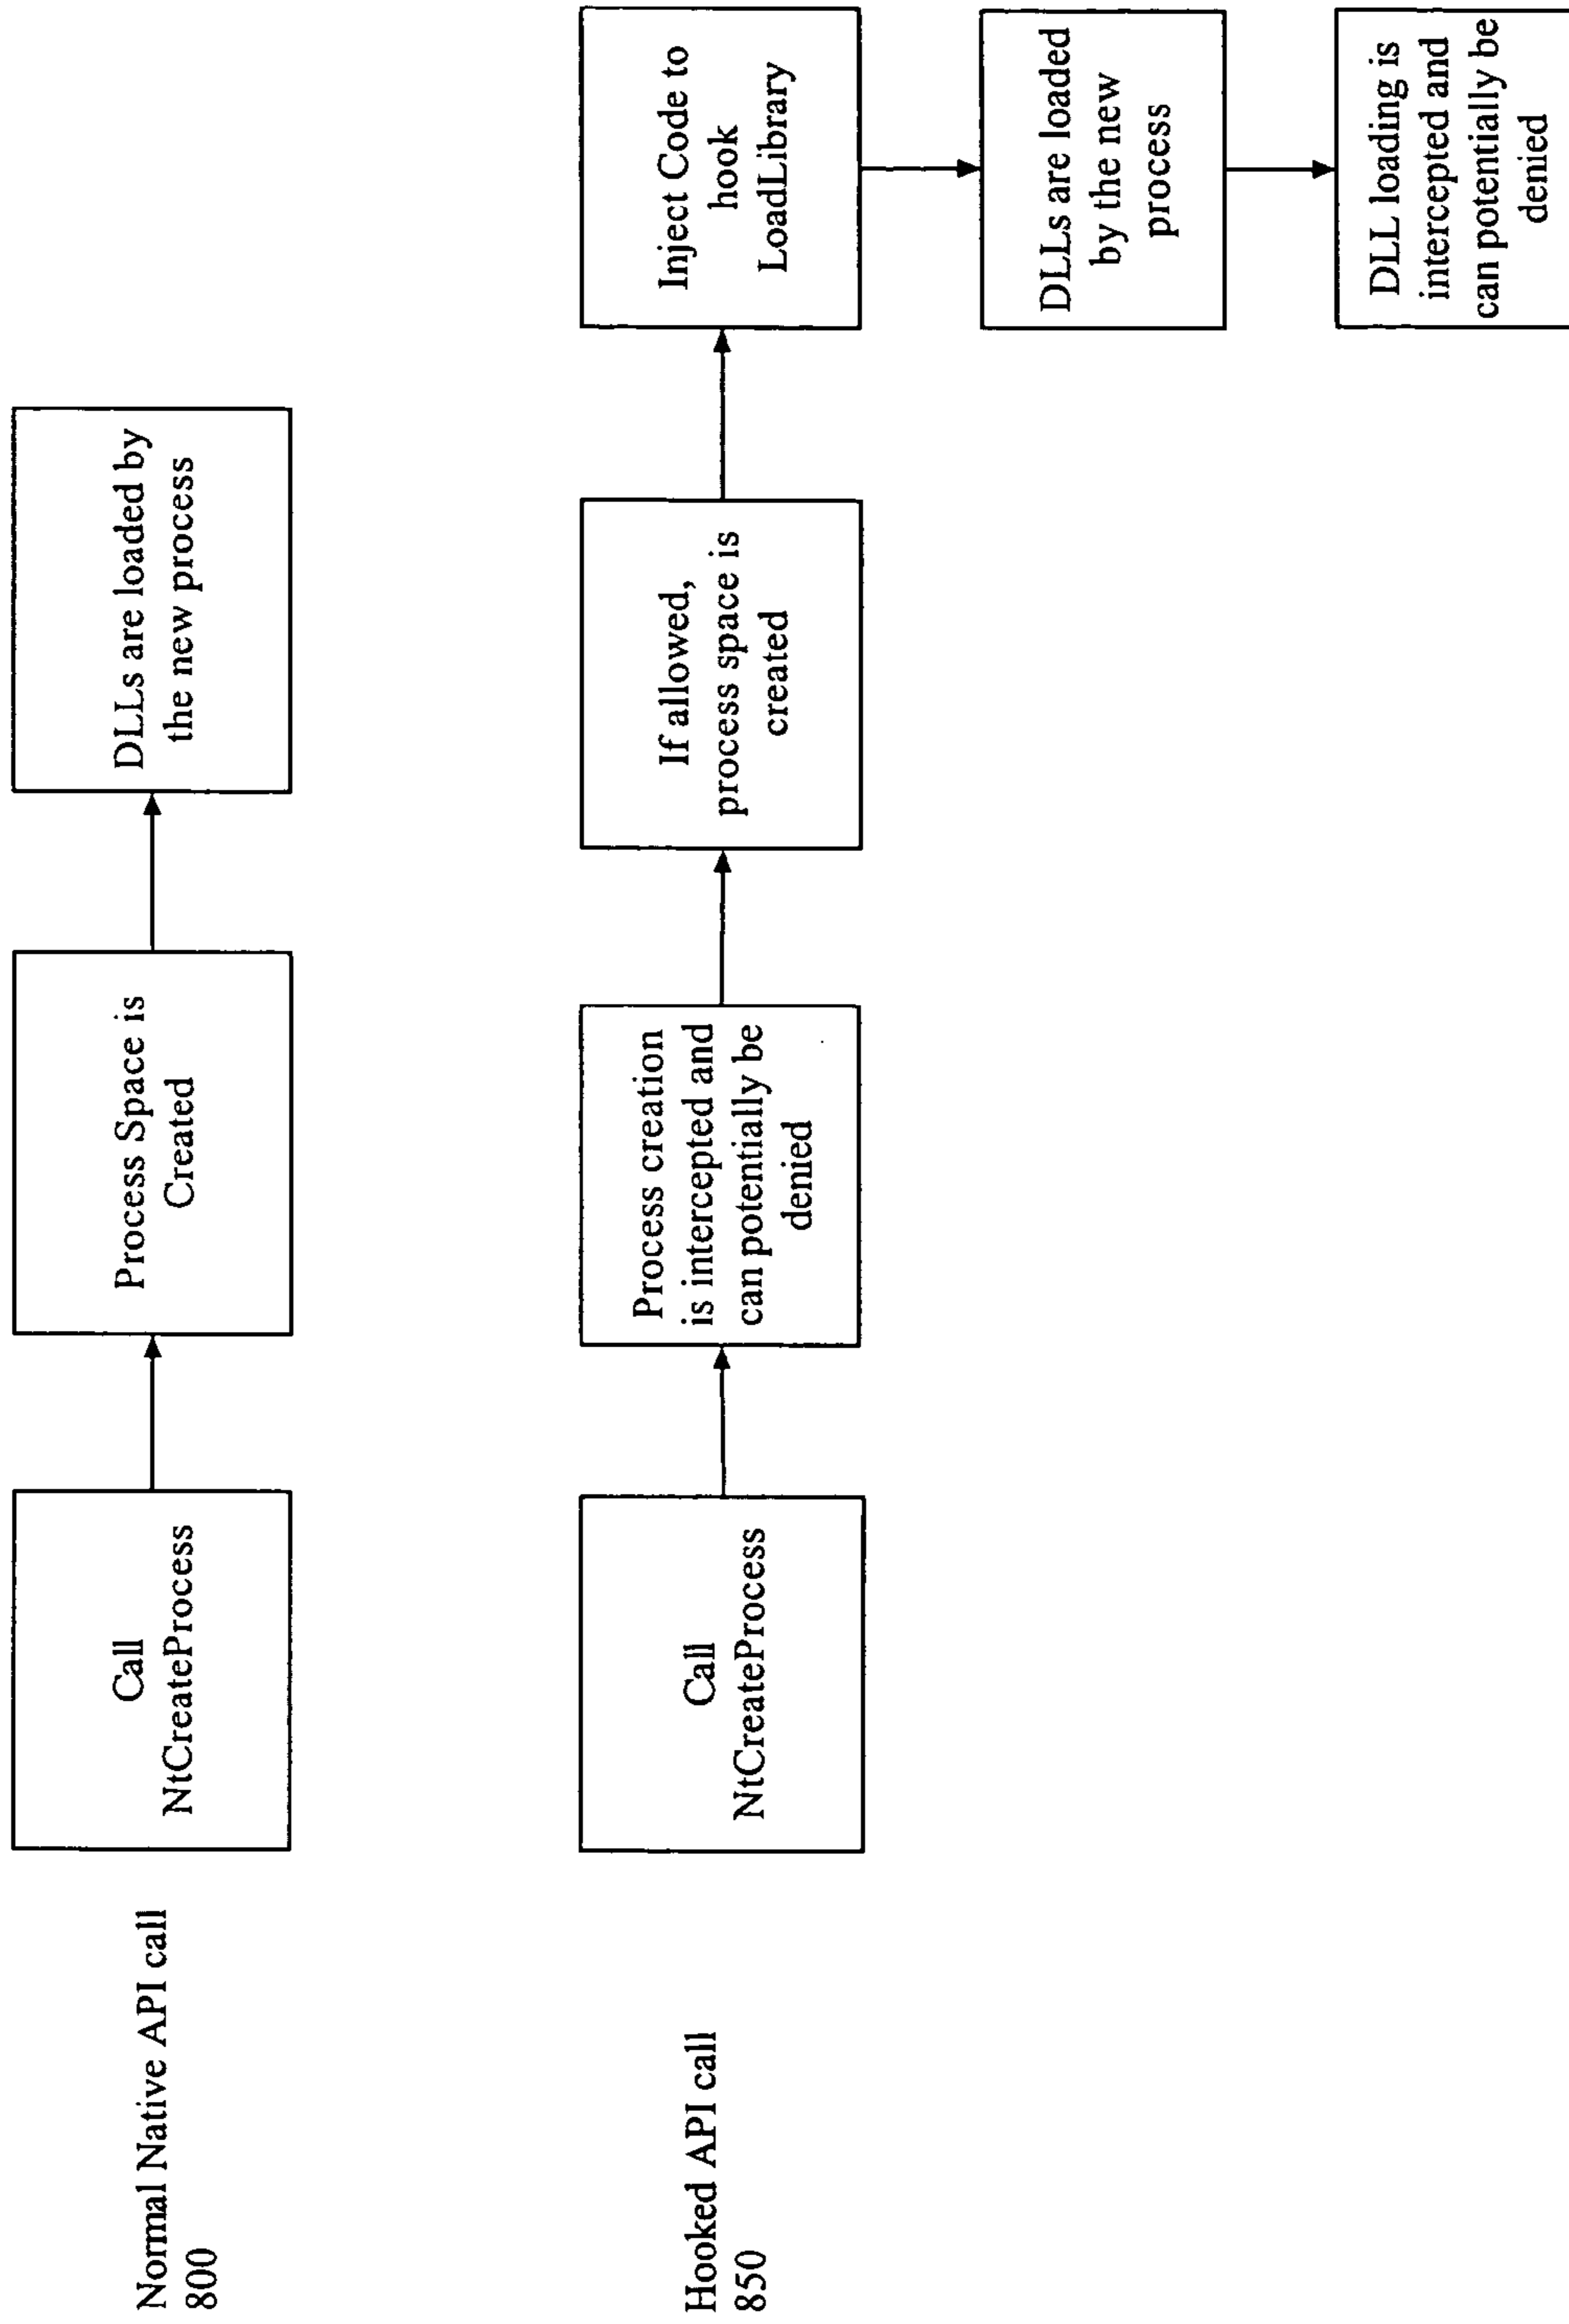 Normal Native API call
800
Call
NtCreateProcess
Process Space is
Created
DLLs are loaded by
the new process
Hooked API call
850
Call
NtCreateProcess
Process creation
is intercepted and
can potentially be
denied
If allowed,
process space is
created
Inject Code to
hook
LoadLibrary
DLLs are loaded
by the new
process
DLL loading is
intercepted and
can potentially be
denied